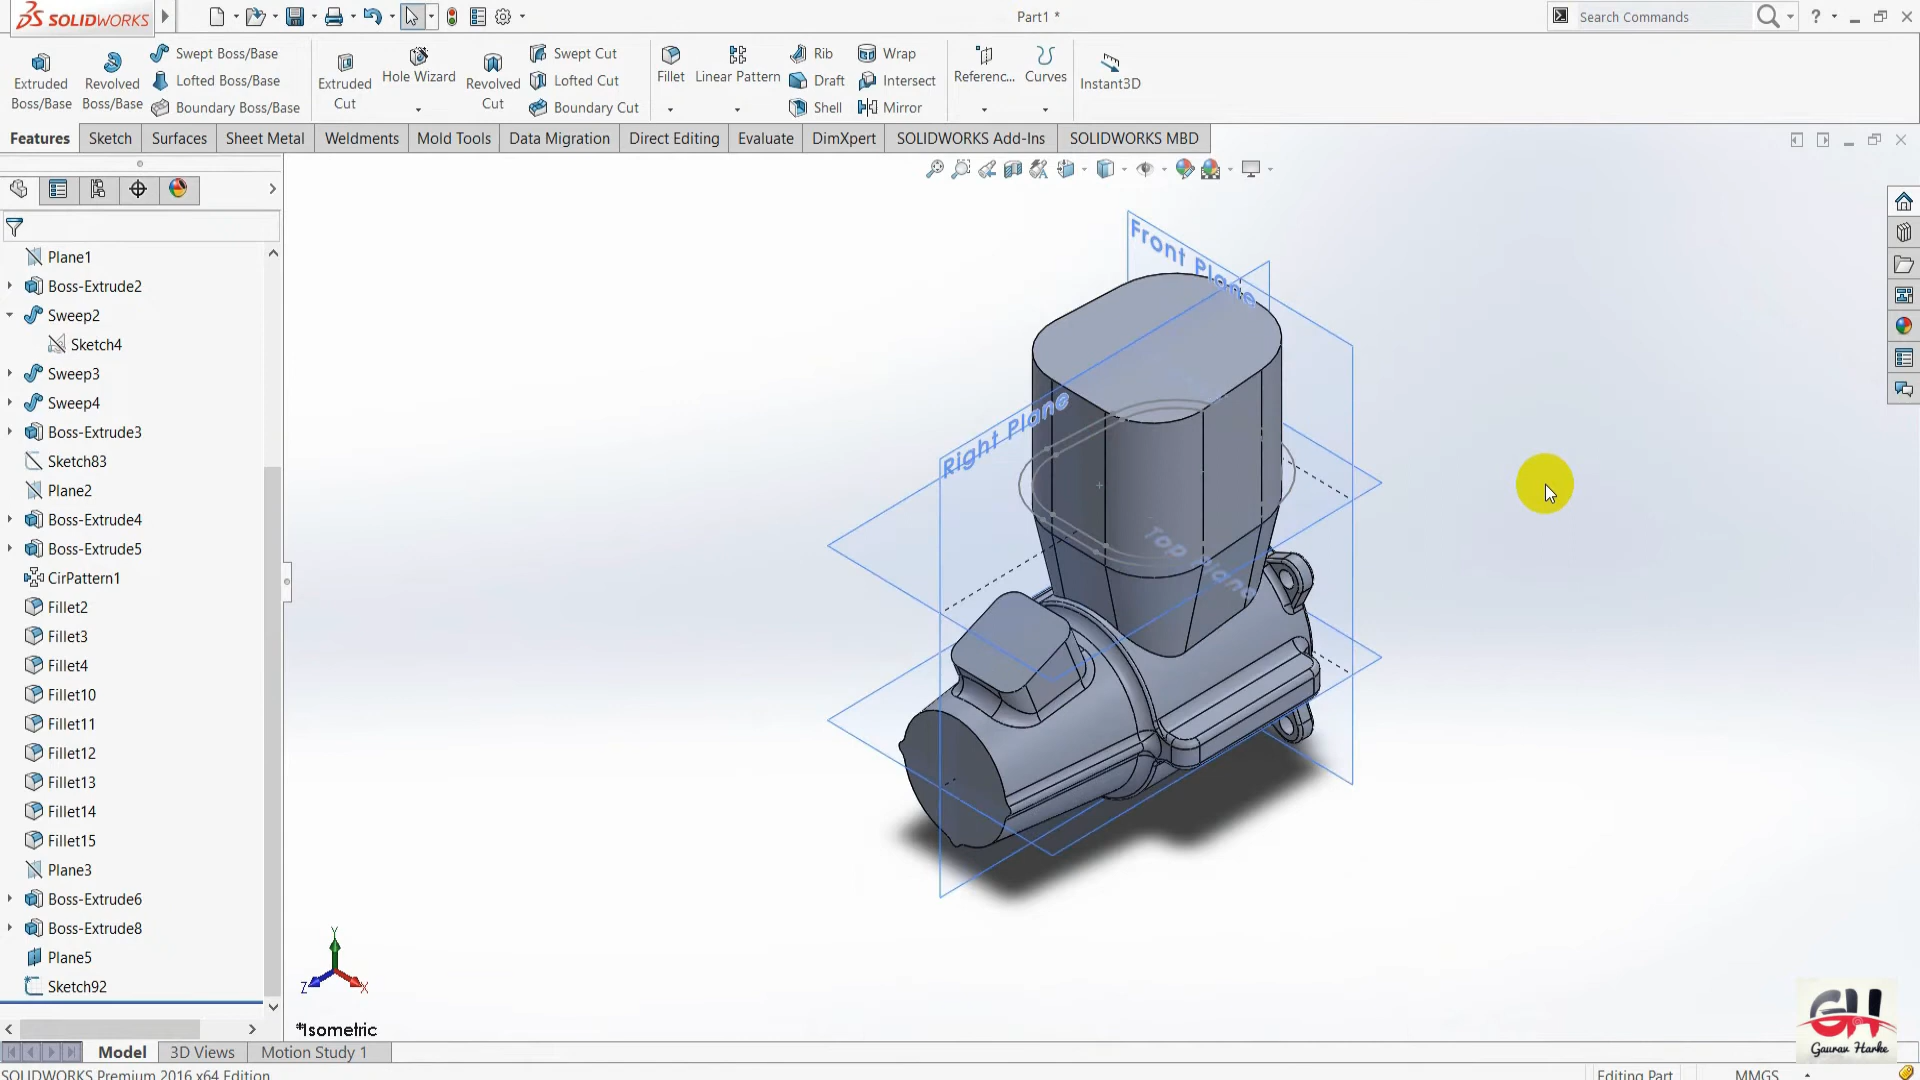 SOLIDWORKS
Part1 *
Search Commands
Extruded Boss/Base
Revolved Boss/Base
Swept Boss/Base
Lofted Boss/Base
Boundary Boss/Base
Extruded Cut
Hole Wizard
Revolved Cut
Swept Cut
Lofted Cut
Boundary Cut
Fillet
Linear Pattern
Rib
Draft
Shell
Wrap
Intersect
Mirror
Referenc...
Curves
Instant3D
Features
Sketch
Surfaces
Sheet Metal
Weldments
Mold Tools
Data Migration
Direct Editing
Evaluate
DimXpert
SOLIDWORKS Add-Ins
SOLIDWORKS MBD
Plane1
Boss-Extrude2
Sweep2
Sketch4
Sweep3
Sweep4
Boss-Extrude3
Sketch83
Plane2
Boss-Extrude4
Boss-Extrude5
CirPattern1
Fillet2
Fillet3
Fillet4
Fillet10
Fillet11
Fillet12
Fillet13
Fillet14
Fillet15
Plane3
Boss-Extrude6
Boss-Extrude8
Plane5
Sketch92
Front Plane
Right Plane
Top Plane
Y
Z
X
*Isometric
GH
Gaurav Harke
Model
3D Views
Motion Study 1
SOLIDWORKS Premium 2016 x64 Edition
Editing Part
MMGS